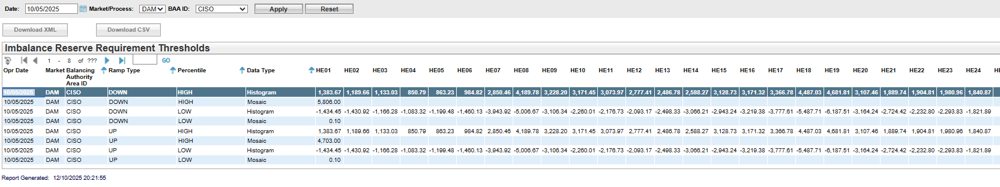 Date: 10/05/2025 Market/Process: DAM BAA ID: CISO Apply Reset
Download XML Download CSV
Imbalance Reserve Requirement Thresholds
1 - 8 of ??? GO
Opr Date Market Balancing Authority Area ID 1 Ramp Type 2 Percentile 3 Data Type 4 HE01 HE02 HE03 HE04 HE05 HE06 HE07 HE08 HE09 HE10 HE11 HE12 HE13 HE14 HE15 HE16 HE17 HE18 HE19 HE20 HE21 HE22 HE23 HE24 HE
10/05/2025 DAM CISO DOWN HIGH Histogram 1,383.67 1,189.66 1,133.03 850.79 863.23 984.82 2,850.46 4,189.78 3,228.20 3,171.45 3,073.97 2,777.41 2,486.78 2,588.27 3,128.73 3,171.32 3,366.78 4,487.03 4,681.81 3,107.46 1,889.74 1,904.81 1,980.96 1,840.87
10/05/2025 DAM CISO DOWN HIGH Mosaic 5,806.00
10/05/2025 DAM CISO DOWN LOW Histogram -1,434.45 -1,430.92 -1,166.28 -1,083.32 -1,199.48 -1,460.13 -3,943.92 -5,006.67 -3,106.34 -2,260.01 -2,176.73 -2,093.17 -2,498.33 -3,066.21 -2,943.24 -3,219.38 -3,777.61 -5,487.71 -6,187.51 -3,164.24 -2,724.42 -2,232.80 -2,293.83 -1,821.89
10/05/2025 DAM CISO DOWN LOW Mosaic 0.10
10/05/2025 DAM CISO UP HIGH Histogram 1,383.67 1,189.66 1,133.03 850.79 863.23 984.82 2,850.46 4,189.78 3,228.20 3,171.45 3,073.97 2,777.41 2,486.78 2,588.27 3,128.73 3,171.32 3,366.78 4,487.03 4,681.81 3,107.46 1,889.74 1,904.81 1,980.96 1,840.87
10/05/2025 DAM CISO UP HIGH Mosaic 4,703.00
10/05/2025 DAM CISO UP LOW Histogram -1,434.45 -1,430.92 -1,166.28 -1,083.32 -1,199.48 -1,460.13 -3,943.92 -5,006.67 -3,106.34 -2,260.01 -2,176.73 -2,093.17 -2,498.33 -3,066.21 -2,943.24 -3,219.38 -3,777.61 -5,487.71 -6,187.51 -3,164.24 -2,724.42 -2,232.80 -2,293.83 -1,821.89
10/05/2025 DAM CISO UP LOW Mosaic 0.10
Report Generated: 12/10/2025 20:21:55